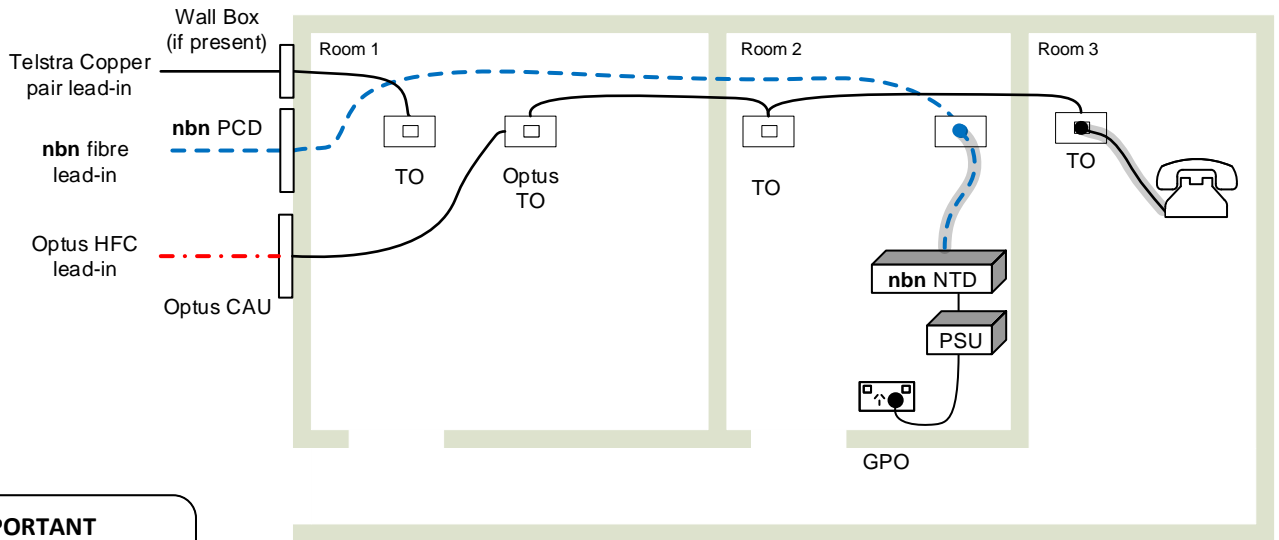 Wall Box
(if present)
Telstra Copper
pair lead-in
nbn PCD
nbn fibre
lead-in
Optus HFC
lead-in
Optus CAU
Room 1
TO
Optus
TO
Room 2
TO
nbn NTD
PSU
GPO
Room 3
TO
PORTANT